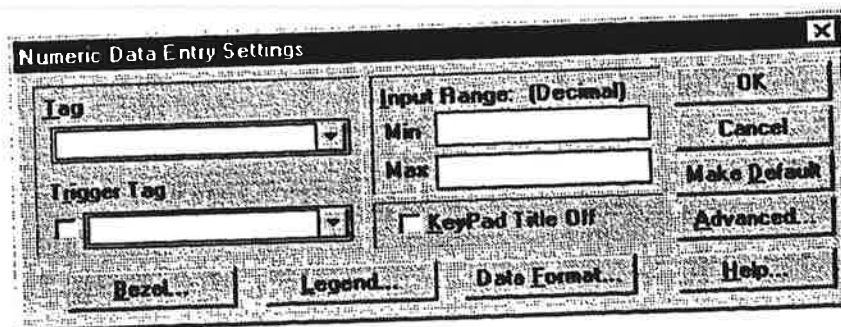 Numeric Data Entry Settings
Tag
Trigger Tag
Input Range: (Decimal)
Min
Max
KeyPad Title Off
OK
Cancel
Make Default
Advanced...
Help...
Bezel...
Legend...
Data Format...